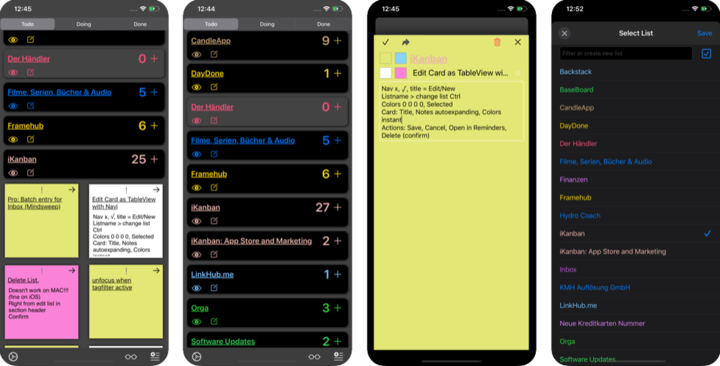 12:45
Todo
Doing
Done
Der Händler
0 +
Filme, Serien, Bücher & Audio
5 +
Framehub
6 +
iKanban
25 +
Pro: Batch entry for
Inbox (Mindsweep)
Edit Card as TableView
with Navi
Nav x, √, title = Edit/New
Listname > change list
Ctrl
Colors 0 0 0 0, Selected
Card: Title, Notes
autoexpanding, Colors
instant
Delete List.
Doesn't work on MAC!!!
(fine on iOS)
Right from edit list in
section header
Confirm
unfocus when
tagfilter active
12:44
Todo
Doing
Done
CandleApp
9 +
DayDone
1 +
Der Händler
0 +
Filme, Serien, Bücher & Audio
5 +
Framehub
6 +
iKanban
27 +
iKanban: App Store and Marketing
2 +
LinkHub.me
1 +
Orga
3 +
Software Updates
2 +
12:45
iKanban
Edit Card as TableView wi...
Nav x, √, title = Edit/New
Listname > change list Ctrl
Colors 0 0 0 0, Selected
Card: Title, Notes autoexpanding, Colors
instant
Actions: Save, Cancel, Open in Reminders,
Delete (confirm)
12:52
Select List
Save
Filter or create new list
Backstack
BaseBoard
CandleApp
DayDone
Der Händler
Filme, Serien, Bücher & Audio
Finanzen
Framehub
Hydro Coach
iKanban
iKanban: App Store and Marketing
Inbox
KMH Auflösung GmbH
LinkHub.me
Neue Kreditkarten Nummer
Orga
Software Updates